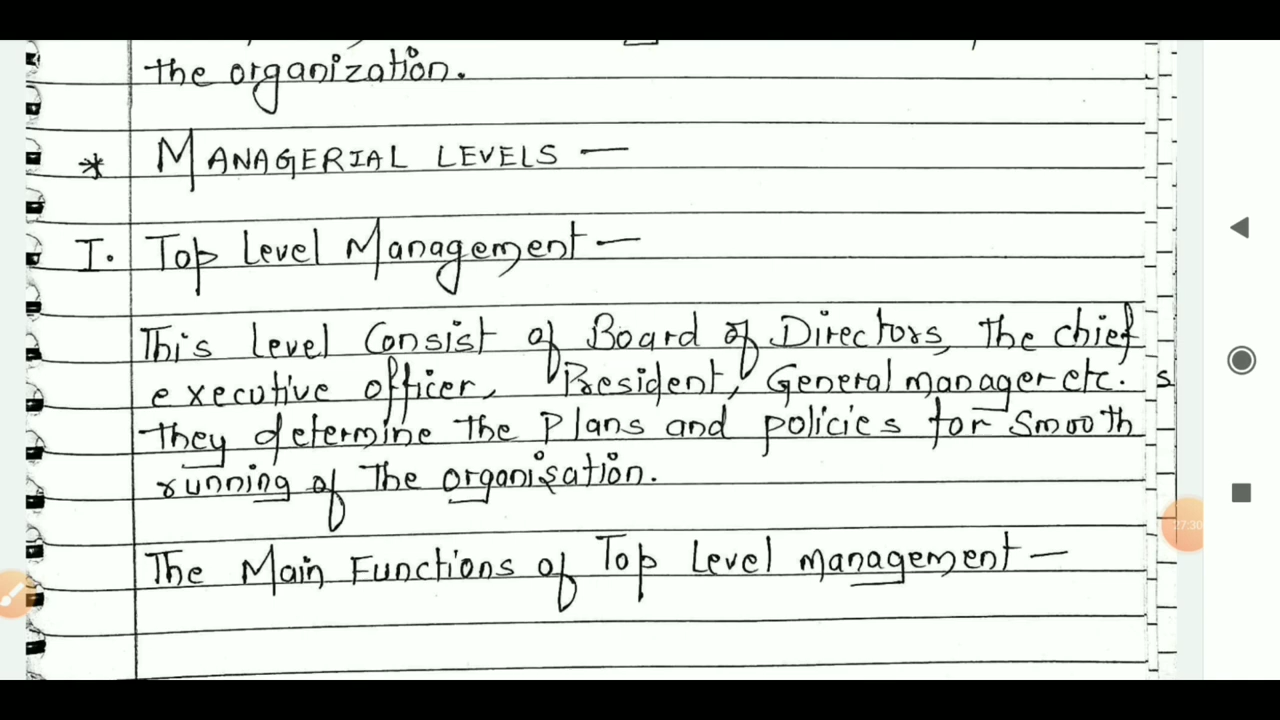 the organization.
* MANAGERIAL LEVELS —
I. Top Level Management —
This level Consist of Board of Directors, the chief
executive officer, President, General manager etc. s
they determine the Plans and policies for smooth
running of the organisation.
27:30
The Main Functions of Top Level management —